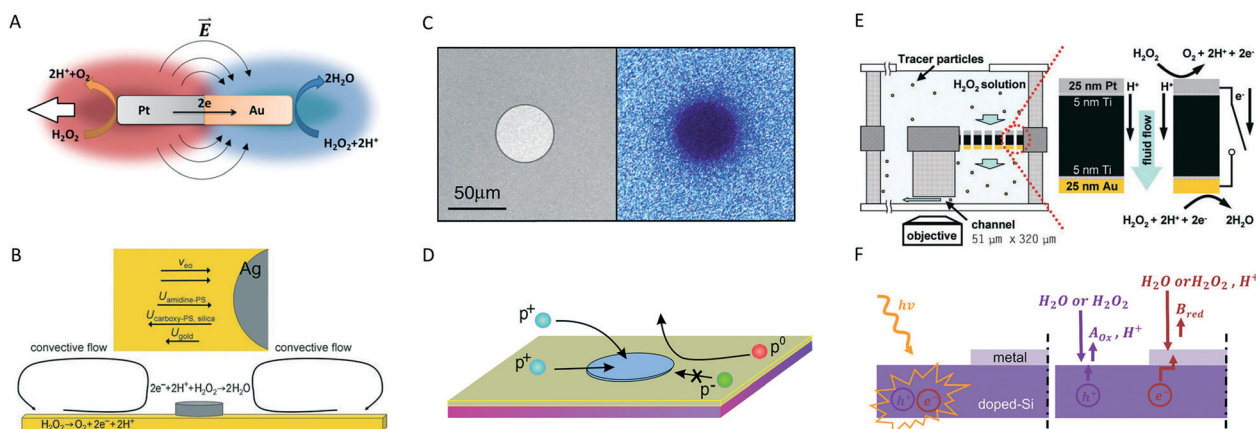 A
E⃗
2H⁺+O₂
2H₂O
2e
Pt
Au
H₂O₂
H₂O₂+2H⁺
B
Ag
v_eo
U_amidine-PS
U_carboxy-PS, silica
U_gold
convective flow
convective flow
2e⁻+2H⁺+H₂O₂→2H₂O
H₂O₂→O₂+2e⁻+2H⁺
C
50μm
D
p⁺
p⁺
p⁰
p⁻
E
Tracer particles
H₂O₂ solution
channel
51 μm x 320 μm
objective
H₂O₂
O₂ + 2H⁺ + 2e⁻
25 nm Pt
H⁺
H⁺
5 nm Ti
e⁻
fluid flow
5 nm Ti
25 nm Au
H₂O₂ + 2H⁺ + 2e⁻
2H₂O
F
hν
H₂O or H₂O₂
H₂O or H₂O₂ , H⁺
A_Ox , H⁺
B_red
metal
h⁺
e⁻
doped-Si
h⁺
e⁻